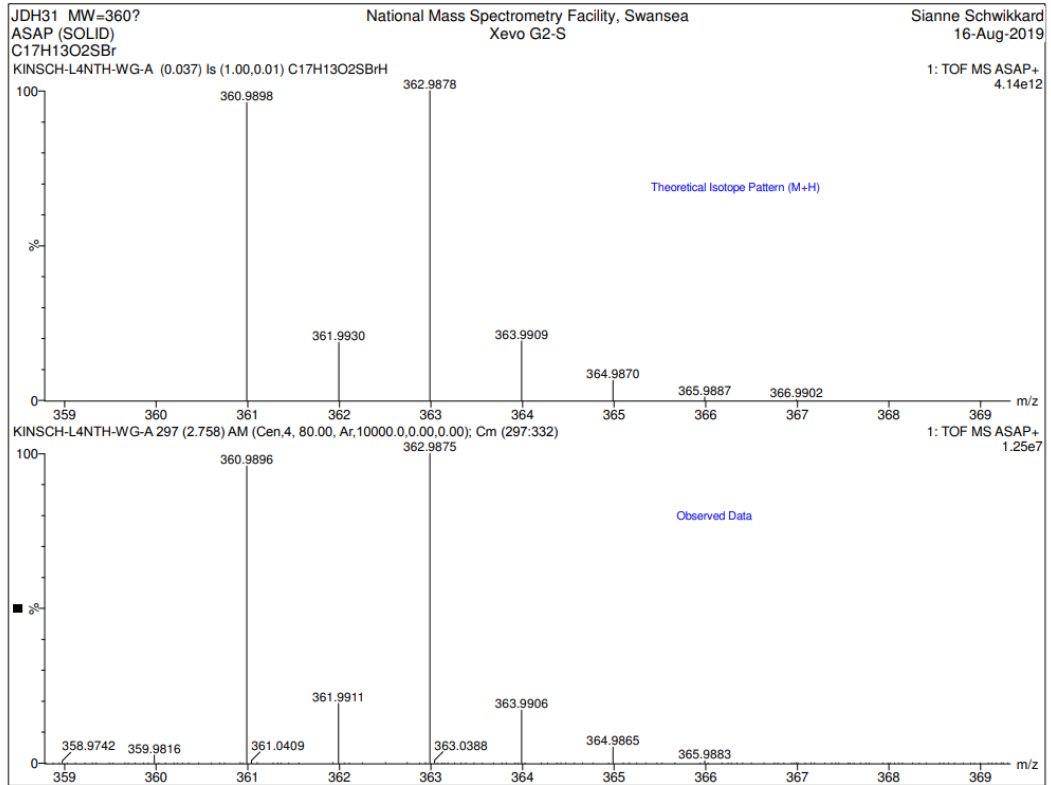 JDH31 MW=360?
National Mass Spectrometry Facility, Swansea
Sianne Schwikkard
ASAP (SOLID)
Xevo G2-S
16-Aug-2019
C17H13O2SBr
KINSCH-L4NTH-WG-A (0.037) Is (1.00,0.01) C17H13O2SBrH
1: TOF MS ASAP+
4.14e12
100
360.9898
362.9878
Theoretical Isotope Pattern (M+H)
%
361.9930
363.9909
364.9870
365.9887
366.9902
0
359 360 361 362 363 364 365 366 367 368 369
m/z
KINSCH-L4NTH-WG-A 297 (2.758) AM (Cen,4, 80.00, Ar,10000.0,0.00,0.00); Cm (297:332)
1: TOF MS ASAP+
1.25e7
100
360.9896
362.9875
Observed Data
%
361.9911
363.9906
358.9742
359.9816
361.0409
363.0388
364.9865
365.9883
0
359 360 361 362 363 364 365 366 367 368 369
m/z